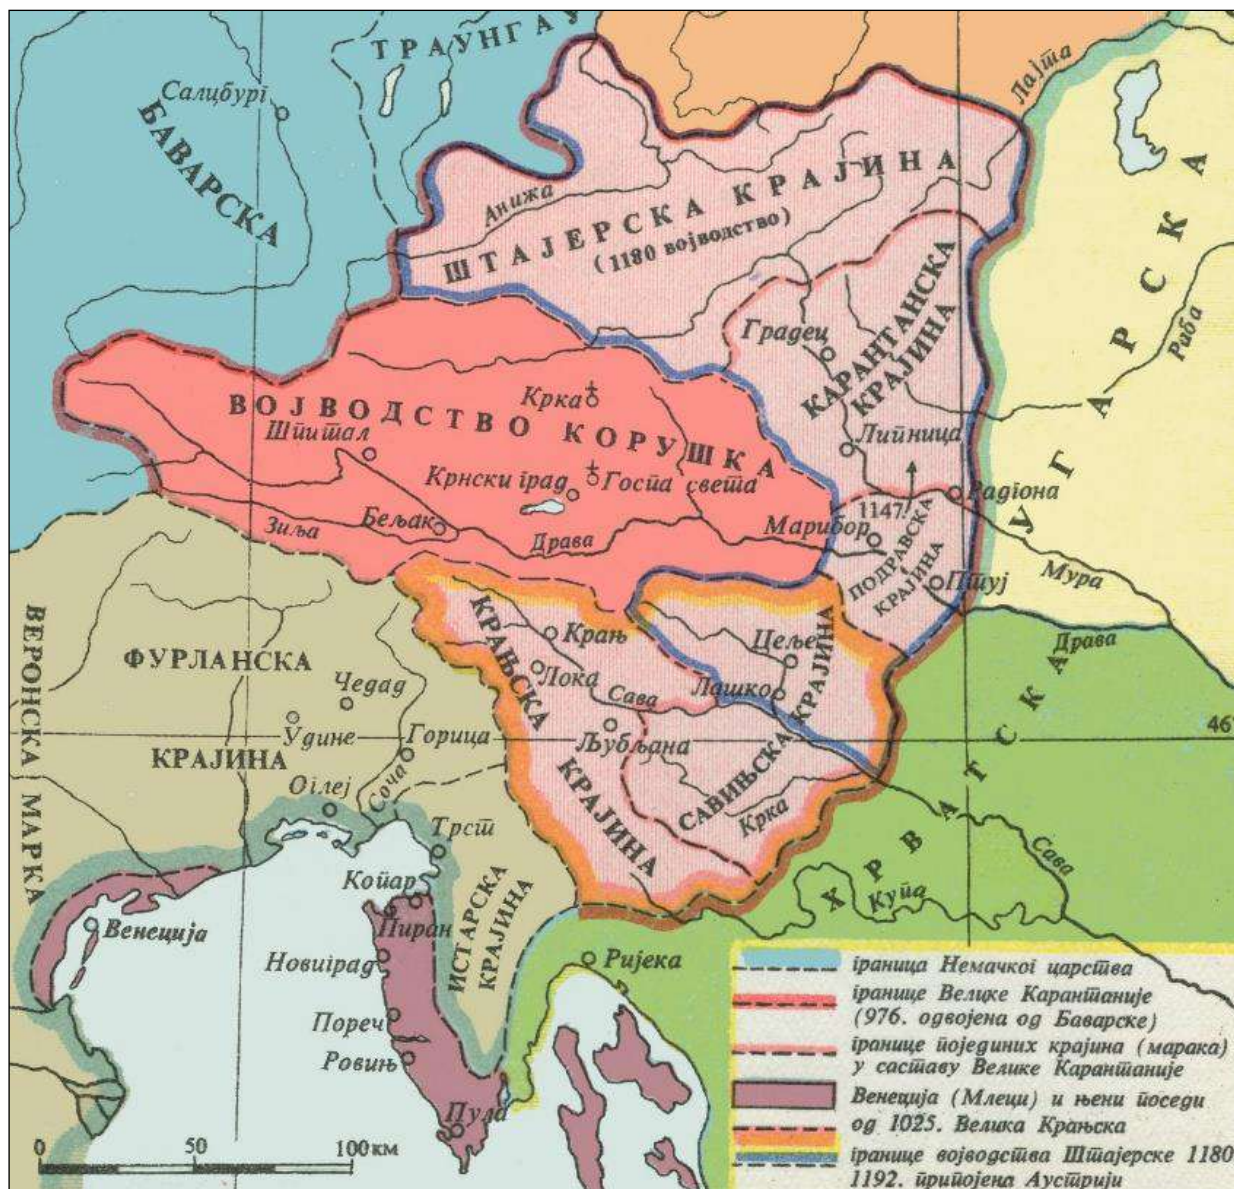 ТРАУНГАУ
Салцбург
БАВАРСКА
Лајта
Анижа
ШТАЈЕРСКА КРАЈИНА
(1180 војводство)
УГАРСКА
Раба
КАРАНТАНСКА
КРАЈИНА
Градец
ВОЈВОДСТВО КОРУШКА
Крка
Шпитал
Липница
Крнски град
Госпа света
Радгона
1147
Марибор
Зиља
Бељак
Драва
ПОДРАВСКА
КРАЈИНА
Птуј
Мура
Драва
ВЕРОНСКА МАРКА
ФУРЛАНСКА
КРАЈИНА
Чедад
Удине
Горица
Оглеј
Соча
Трст
КРАЊСКА
КРАЈИНА
Крањ
Лока
Сава
Љубљана
Цеље
Лашко
САВИЊСКА
КРАЈИНА
Крка
46
ХРВАТСКА
Сава
Купа
Копар
Пиран
ИСТАРСКА
КРАЈИНА
Венеција
Новиград
Ријека
Пореч
Ровињ
Пула
0 50 100 км
граница Немачког царства
границе Велике Карантаније
(976. одвојена од Баварске)
границе појединих крајина (марака)
у саставу Велике Карантаније
Венеција (Млеци) и њени поседи
од 1025. Велика Крањска
границе војводства Штајерске 1180
1192. припојена Аустрији